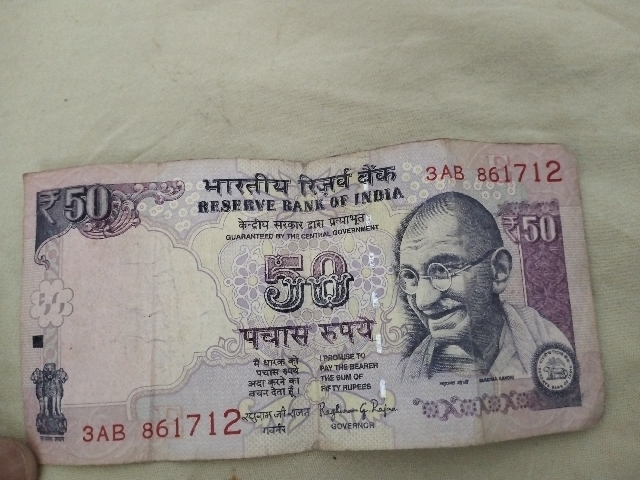 ₹50
भारतीय रिज़र्व बैंक
RESERVE BANK OF INDIA
3AB 861712
केन्द्रीय सरकार द्वारा प्रत्याभूत
GUARANTEED BY THE CENTRAL GOVERNMENT
₹50
50
पचास रुपये
मैं धारक को
पचास रुपये
अदा करने का
वचन देता हूँ।
I PROMISE TO
PAY THE BEARER
THE SUM OF
FIFTY RUPEES
महात्मा गांधी MAHATMA GANDHI
3AB 861712
रघुराम जी राजन
Raghuram G Rajan
गवर्नर
GOVERNOR